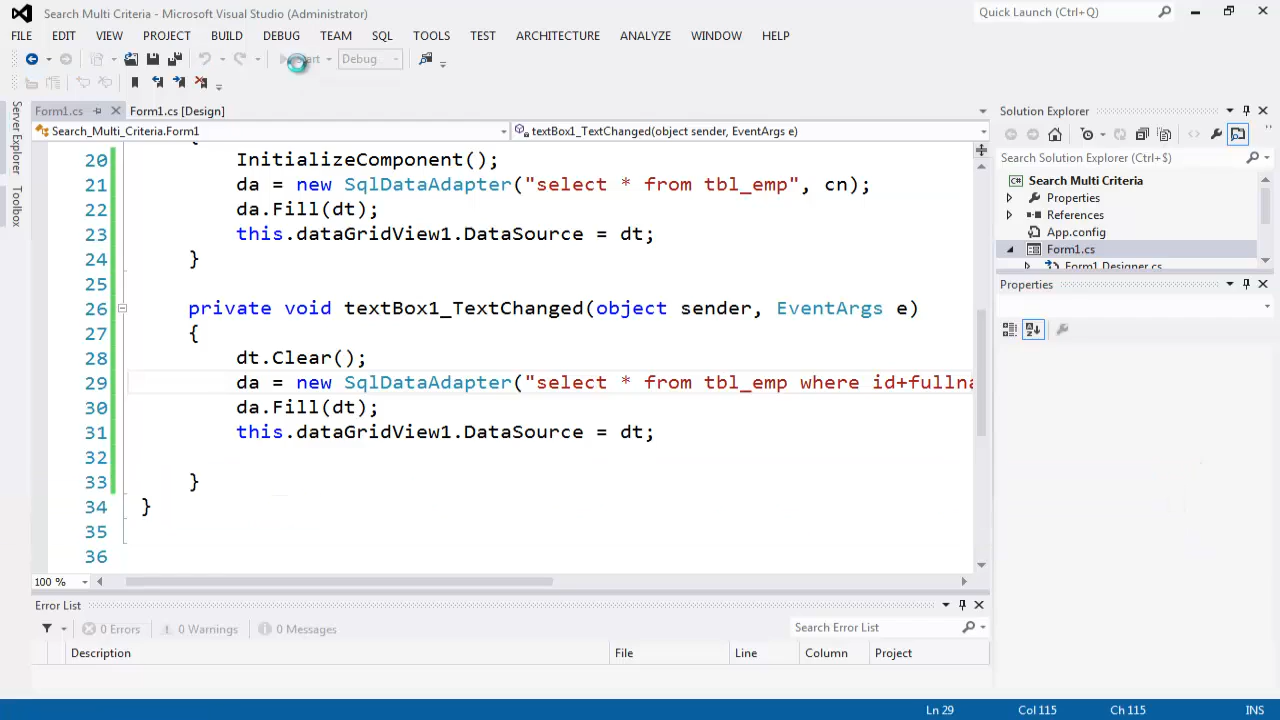 Search Multi Criteria - Microsoft Visual Studio (Administrator)
Quick Launch (Ctrl+Q)
FILE EDIT VIEW PROJECT BUILD DEBUG TEAM SQL TOOLS TEST ARCHITECTURE ANALYZE WINDOW HELP
Debug
Form1.cs
Form1.cs [Design]
Search_Multi_Criteria.Form1
textBox1_TextChanged(object sender, EventArgs e)
Server Explorer
Toolbox
20 InitializeComponent();
21 da = new SqlDataAdapter("select * from tbl_emp", cn);
22 da.Fill(dt);
23 this.dataGridView1.DataSource = dt;
24 }
25
26 private void textBox1_TextChanged(object sender, EventArgs e)
27 {
28 dt.Clear();
29 da = new SqlDataAdapter("select * from tbl_emp where id+fullna
30 da.Fill(dt);
31 this.dataGridView1.DataSource = dt;
32
33 }
34 }
35
36
100 %
Solution Explorer
Search Solution Explorer (Ctrl+$)
Search Multi Criteria
Properties
References
App.config
Form1.cs
Form1.Designer.cs
Properties
Error List
0 Errors 0 Warnings 0 Messages
Search Error List
Description File Line Column Project
Ln 29 Col 115 Ch 115 INS